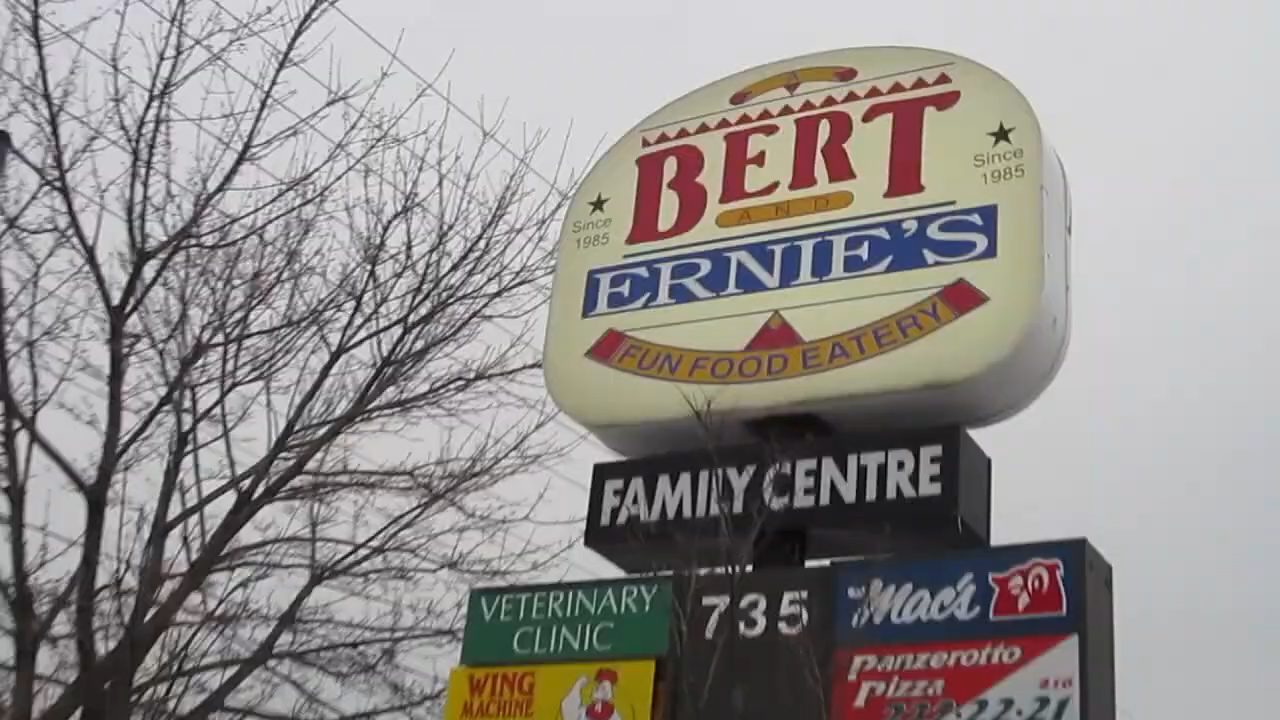 BERT
AND
ERNIE'S
Since
1985
Since
1985
FUN FOOD EATERY
FAMILY CENTRE
VETERINARY
CLINIC
735
Mac's
WING
MACHINE
Panzerotto
Pizza